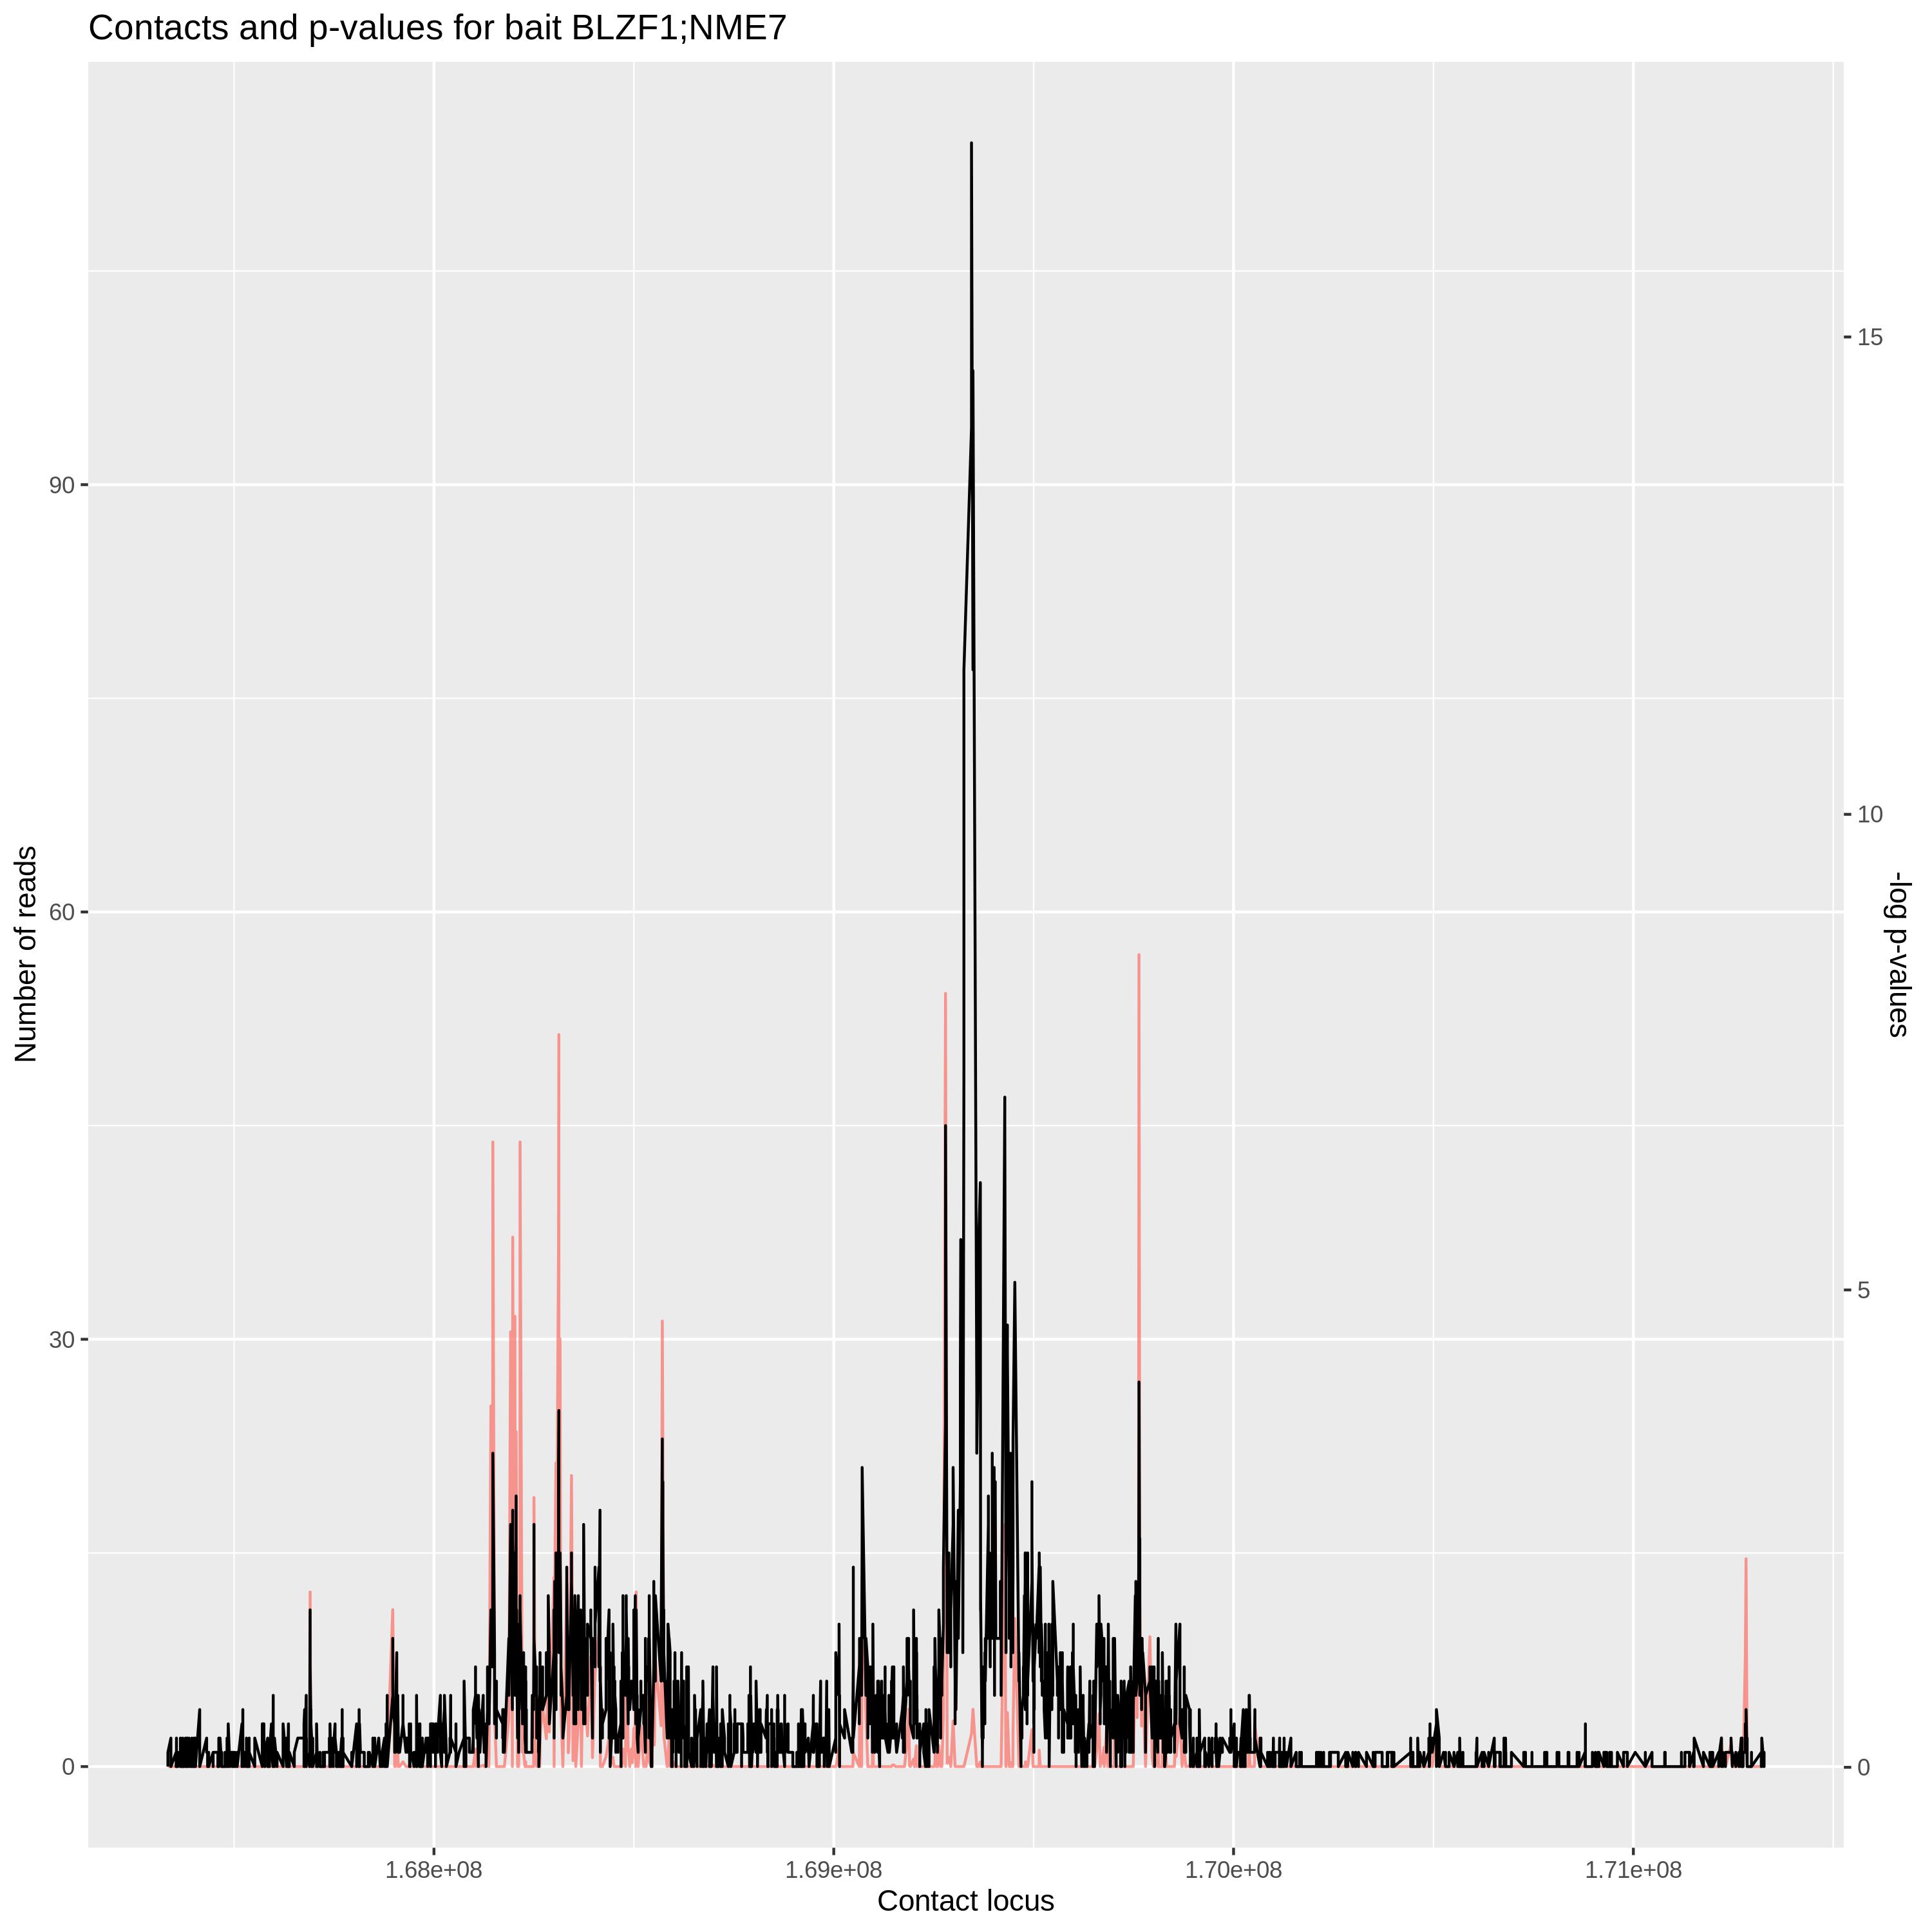 Contacts and p-values for bait BLZF1;NME7
Number of reads
90
60
30
0
15
10
5
0
-log p-values
1.68e+08
1.69e+08
1.70e+08
1.71e+08
Contact locus